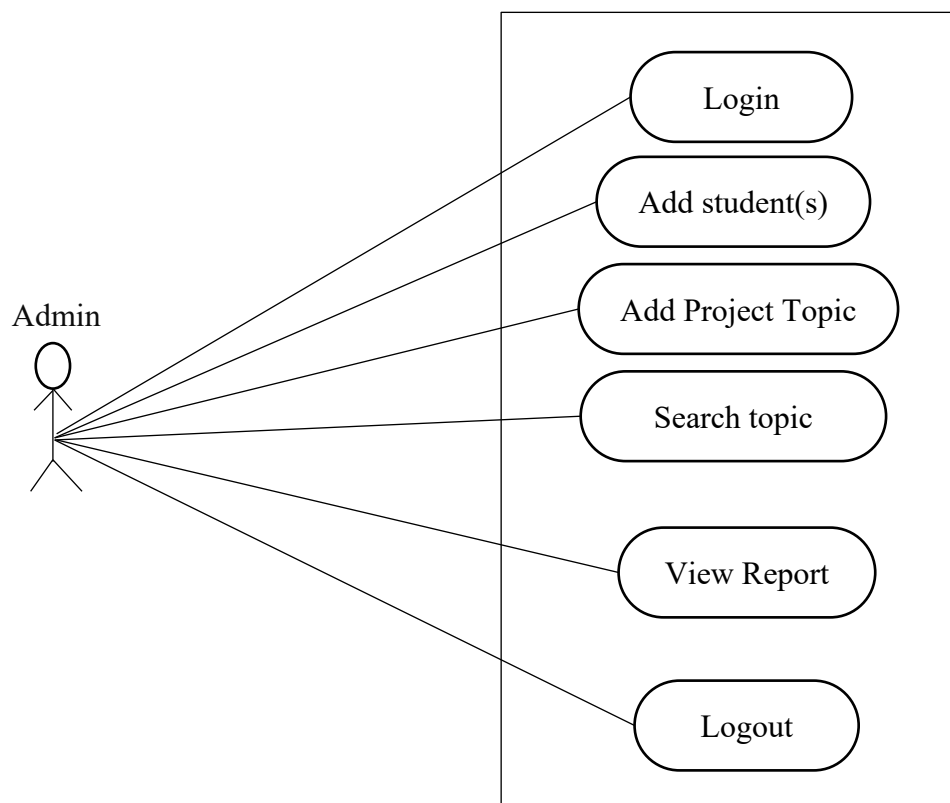 Login
Add student(s)
Add Project Topic
Admin
Search topic
View Report
Logout